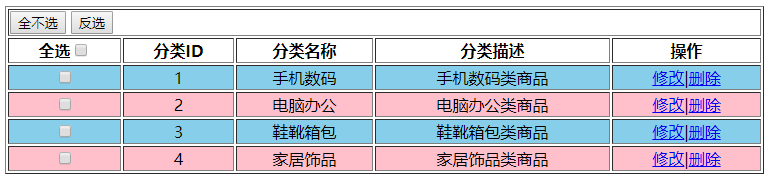 全不选 反选
全选 分类ID 分类名称 分类描述 操作
1 手机数码 手机数码类商品 修改|删除
2 电脑办公 电脑办公类商品 修改|删除
3 鞋靴箱包 鞋靴箱包类商品 修改|删除
4 家居饰品 家居饰品类商品 修改|删除